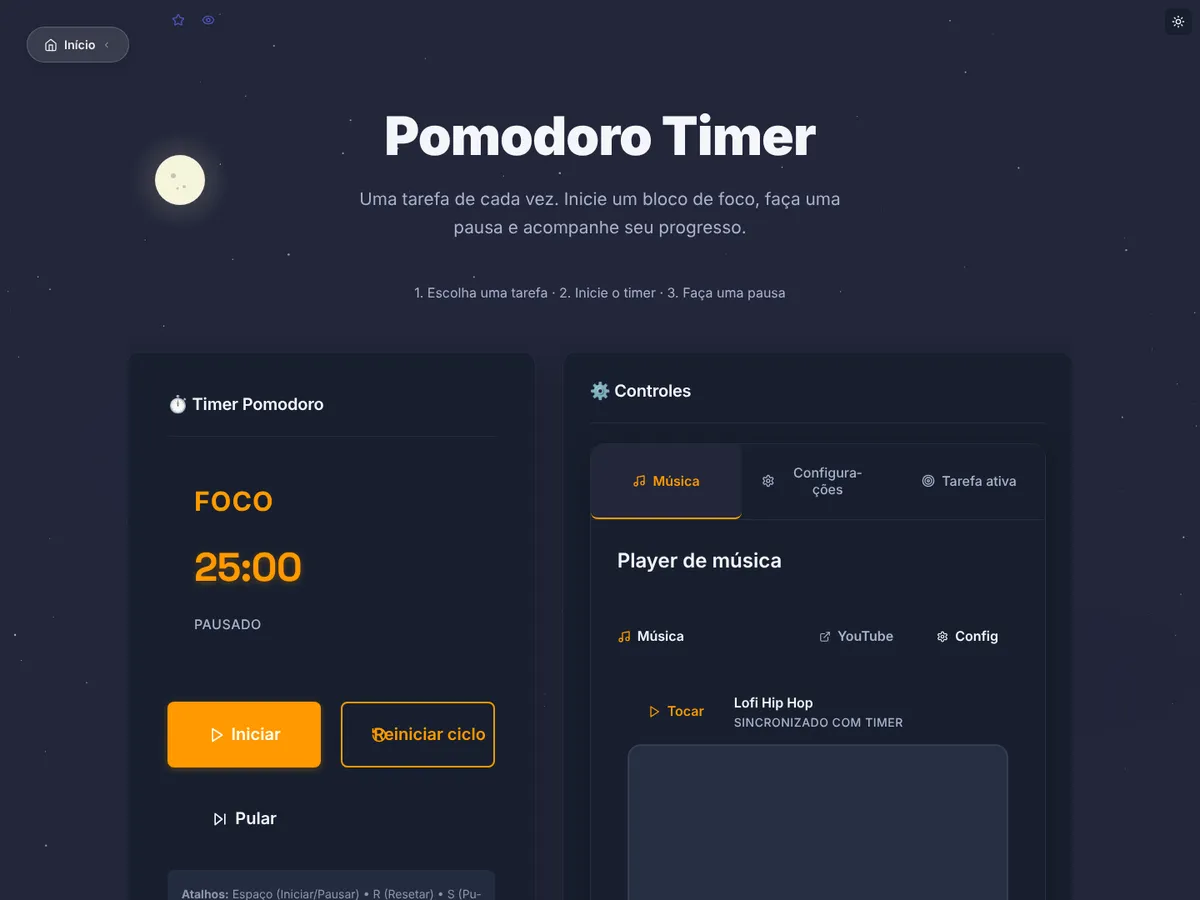 Início
Pomodoro Timer
Uma tarefa de cada vez. Inicie um bloco de foco, faça uma
pausa e acompanhe seu progresso.
1. Escolha uma tarefa · 2. Inicie o timer · 3. Faça uma pausa
Timer Pomodoro
FOCO
25:00
PAUSADO
Iniciar
Reiniciar ciclo
Pular
Atalhos: Espaço (Iniciar/Pausar) • R (Resetar) • S (Pu-
Controles
Música
Configura-
ções
Tarefa ativa
Player de música
Música
YouTube
Config
Tocar
Lofi Hip Hop
SINCRONIZADO COM TIMER